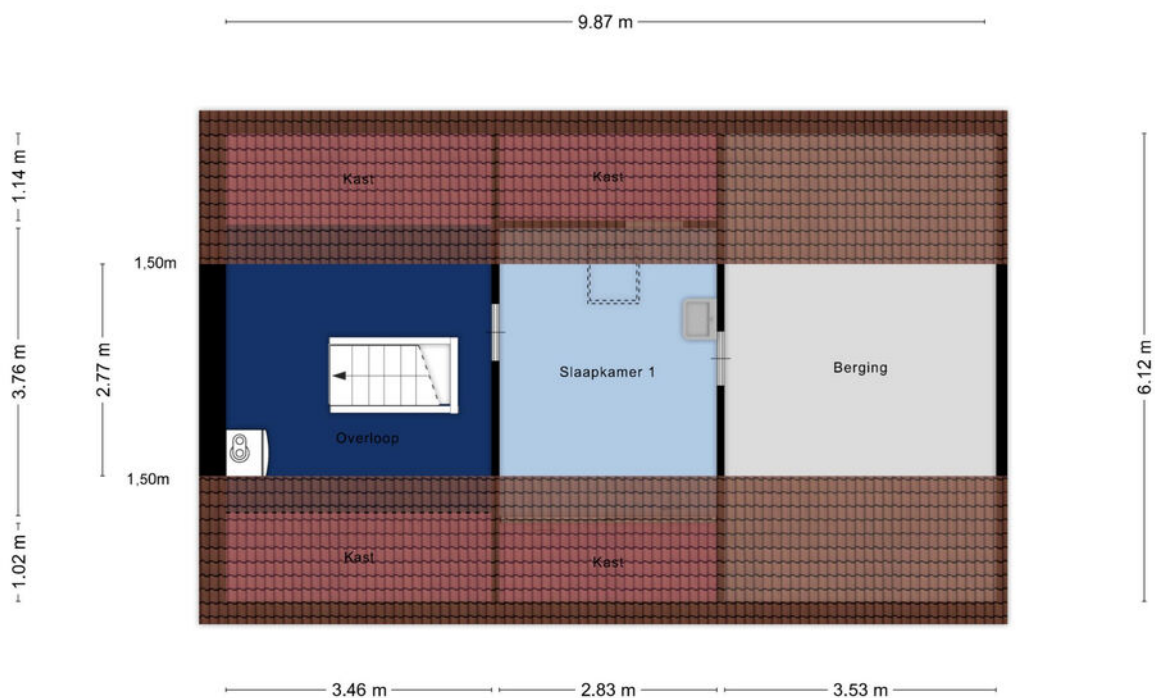 9.87 m
1.14 m
Kast
Kast
1,50m
3.76 m
2.77 m
Slaapkamer 1
Berging
6.12 m
Overloop
1,50m
1.02 m
Kast
Kast
3.46 m
2.83 m
3.53 m